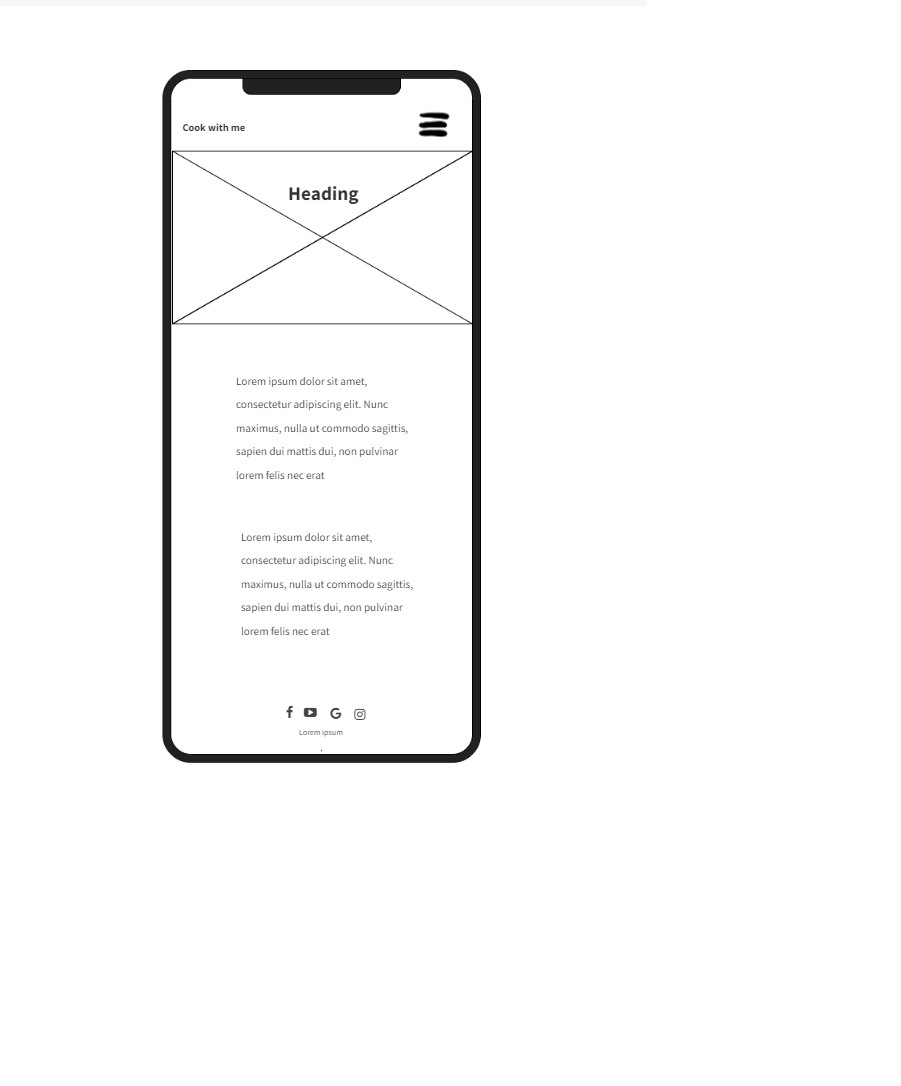 Cook with me
Heading
Lorem ipsum dolor sit amet,
consectetur adipiscing elit. Nunc
maximus, nulla ut commodo sagittis,
sapien dui mattis dui, non pulvinar
lorem felis nec erat
Lorem ipsum dolor sit amet,
consectetur adipiscing elit. Nunc
maximus, nulla ut commodo sagittis,
sapien dui mattis dui, non pulvinar
lorem felis nec erat
Lorem ipsum